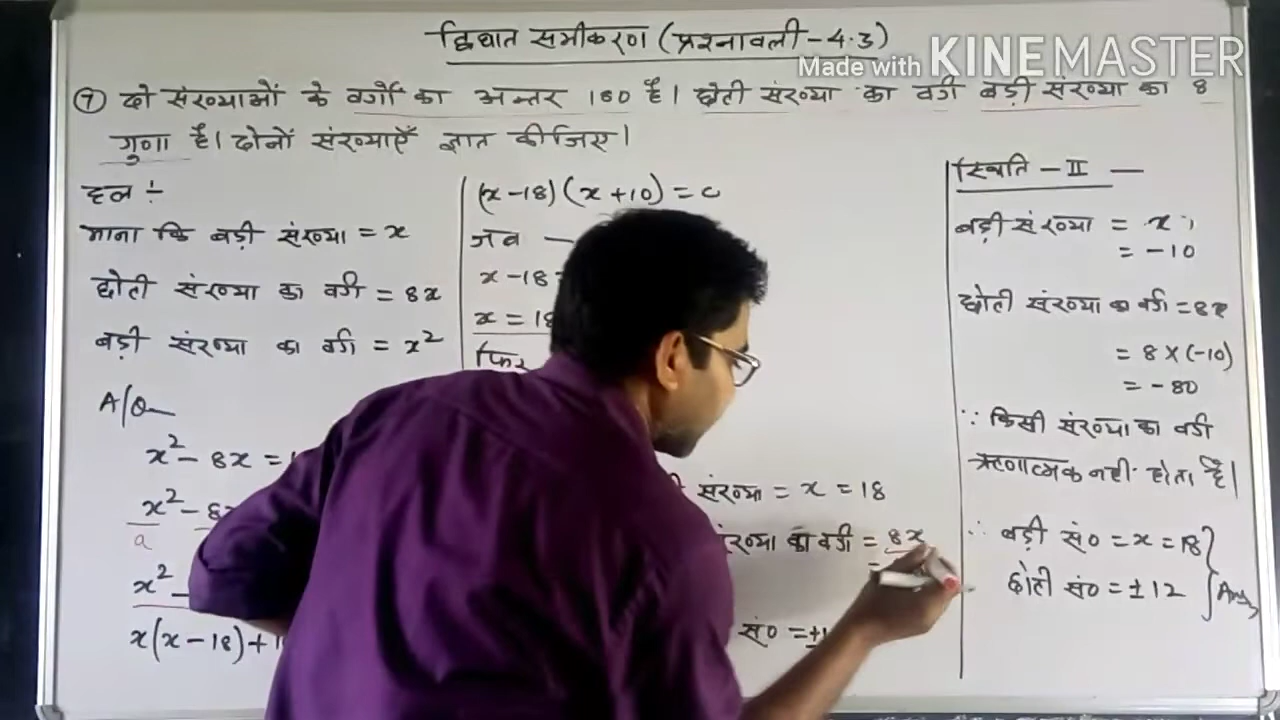 द्विघात समीकरण (प्रश्नावली-4.3)
Made with KINEMASTER
⑦ दो संख्याओं के वर्गों का अन्तर 180 है। छोटी संख्या का वर्ग बड़ी संख्या का 8
गुणा है। दोनों संख्याएँ ज्ञात कीजिए।
हल ÷
माना कि बड़ी संख्या = x
छोटी संख्या का वर्ग = 8x
बड़ी संख्या का वर्ग = x²
A/Q
x² - 8x =
x² - 8x
a
x² -
x(x - 18) +
(x - 18) (x + 10) = 0
जब —
x - 18
x = 18
फिर
संख्या = x = 18
का वर्ग = 8x
=
सं० = ±
स्थिति - II —
बड़ी संख्या = x
= -10
छोटी संख्या का वर्ग = 8x
= 8 × (-10)
= -80
∵ किसी संख्या का वर्ग
ऋणात्मक नहीं होता है।
∴ बड़ी सं० = x = 18
छोटी सं० = ± 12
Ans